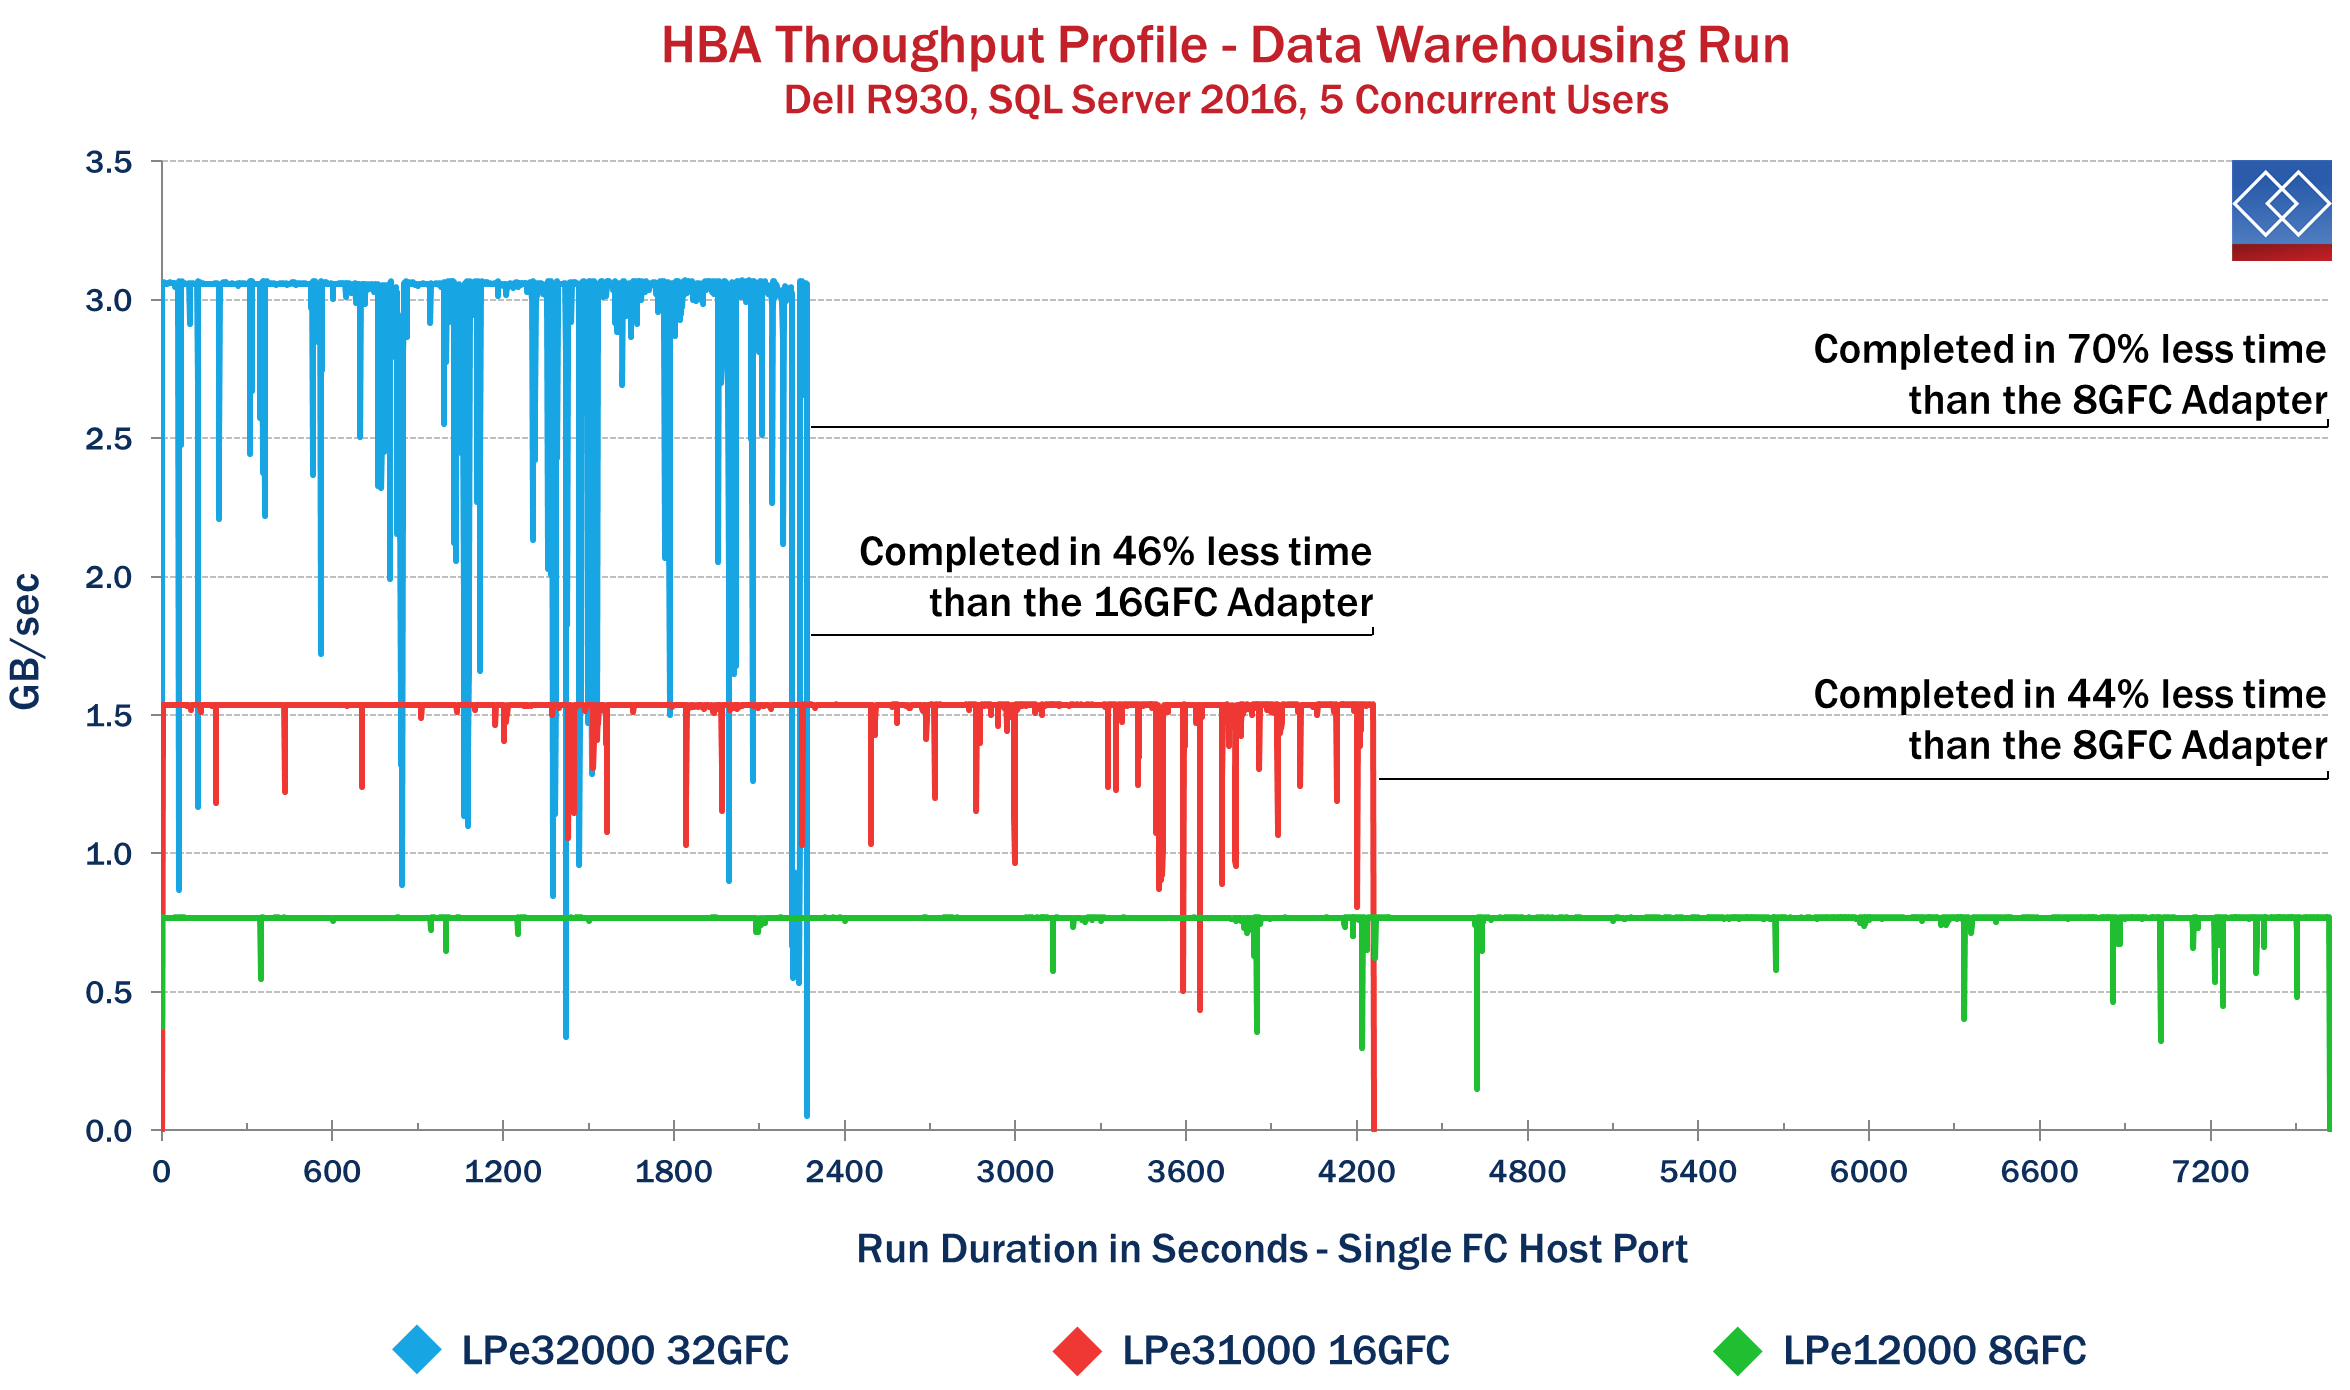 HBA Throughput Profile - Data Warehousing Run
Dell R930, SQL Server 2016, 5 Concurrent Users
3.5
3.0
2.5
2.0
1.5
1.0
0.5
0.0
GB/sec
Completed in 70% less time
than the 8GFC Adapter
Completed in 46% less time
than the 16GFC Adapter
Completed in 44% less time
than the 8GFC Adapter
0 600 1200 1800 2400 3000 3600 4200 4800 5400 6000 6600 7200
Run Duration in Seconds - Single FC Host Port
LPe32000 32GFC LPe31000 16GFC LPe12000 8GFC